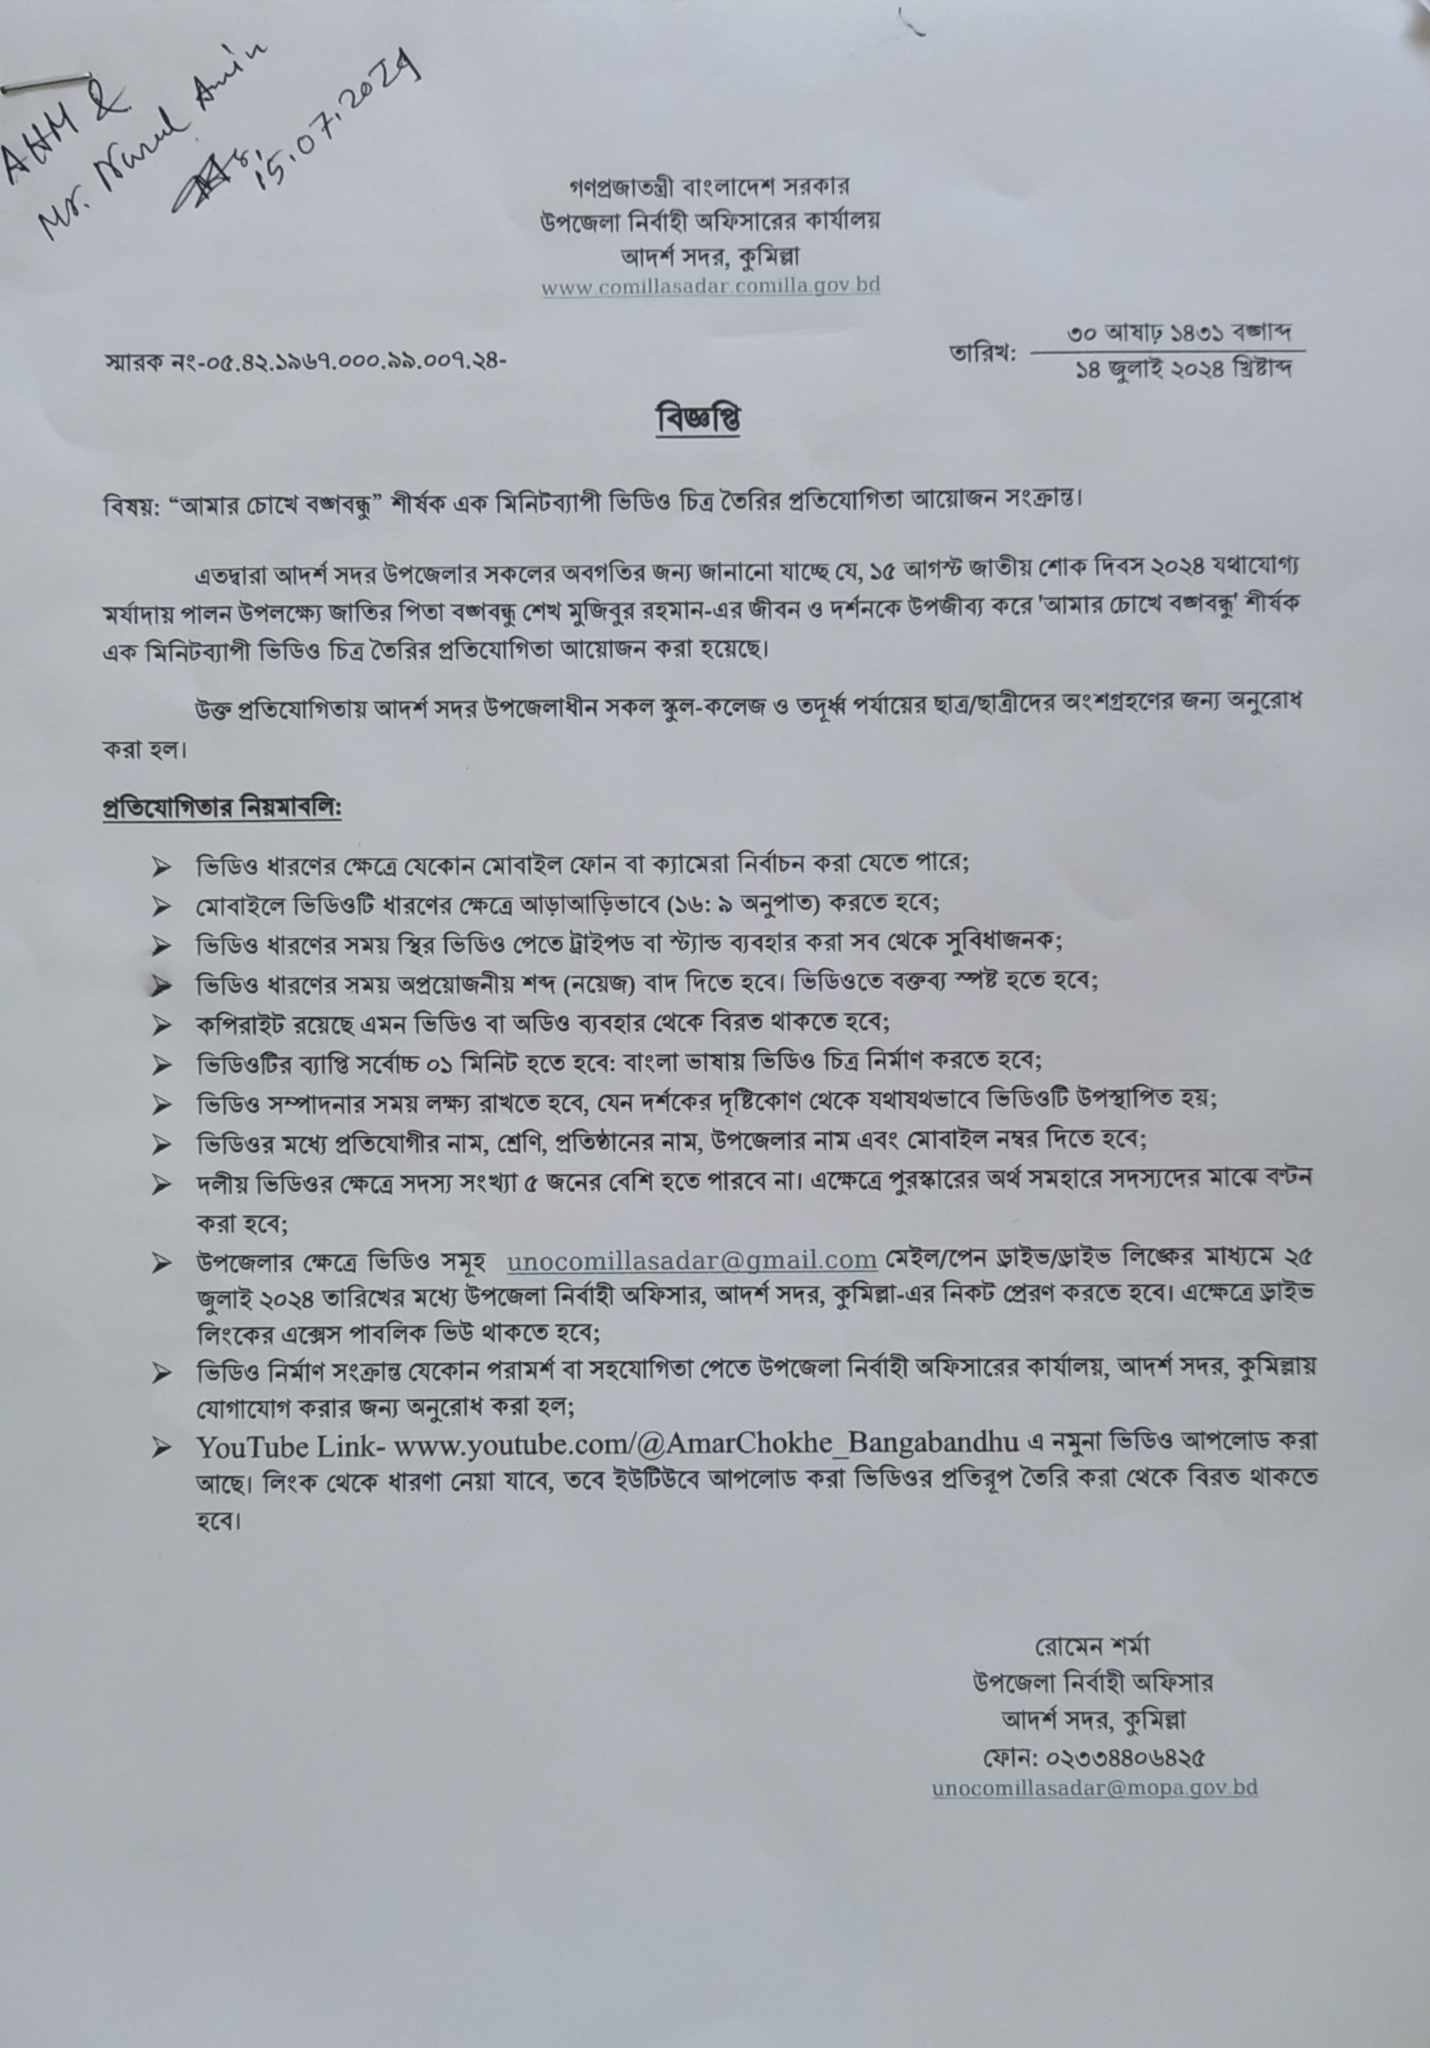 AHM &
Mr. Nurul Amin
15.07.2024
গণপ্রজাতন্ত্রী বাংলাদেশ সরকার
উপজেলা নির্বাহী অফিসারের কার্যালয়
আদর্শ সদর, কুমিল্লা
www.comillasadar.comilla.gov.bd
স্মারক নং-০৫.৪২.১৯৬৭.০০০.৯৯.০০৭.২৪-
তারিখ:
৩০ আষাঢ় ১৪৩১ বঙ্গাব্দ
১৪ জুলাই ২০২৪ খ্রিষ্টাব্দ
বিজ্ঞপ্তি
বিষয়: “আমার চোখে বঙ্গবন্ধু” শীর্ষক এক মিনিটব্যাপী ভিডিও চিত্র তৈরির প্রতিযোগিতা আয়োজন সংক্রান্ত।
এতদ্বারা আদর্শ সদর উপজেলার সকলের অবগতির জন্য জানানো যাচ্ছে যে, ১৫ আগস্ট জাতীয় শোক দিবস ২০২৪ যথাযোগ্য
মর্যাদায় পালন উপলক্ষ্যে জাতির পিতা বঙ্গবন্ধু শেখ মুজিবুর রহমান-এর জীবন ও দর্শনকে উপজীব্য করে 'আমার চোখে বঙ্গবন্ধু' শীর্ষক
এক মিনিটব্যাপী ভিডিও চিত্র তৈরির প্রতিযোগিতা আয়োজন করা হয়েছে।
উক্ত প্রতিযোগিতায় আদর্শ সদর উপজেলাধীন সকল স্কুল-কলেজ ও তদূর্ধ্ব পর্যায়ের ছাত্র/ছাত্রীদের অংশগ্রহণের জন্য অনুরোধ
করা হল।
প্রতিযোগিতার নিয়মাবলি:
➢ ভিডিও ধারণের ক্ষেত্রে যেকোন মোবাইল ফোন বা ক্যামেরা নির্বাচন করা যেতে পারে;
➢ মোবাইলে ভিডিওটি ধারণের ক্ষেত্রে আড়াআড়িভাবে (১৬: ৯ অনুপাত) করতে হবে;
➢ ভিডিও ধারণের সময় স্থির ভিডিও পেতে ট্রাইপড বা স্ট্যান্ড ব্যবহার করা সব থেকে সুবিধাজনক;
➢ ভিডিও ধারণের সময় অপ্রয়োজনীয় শব্দ (নয়েজ) বাদ দিতে হবে। ভিডিওতে বক্তব্য স্পষ্ট হতে হবে;
➢ কপিরাইট রয়েছে এমন ভিডিও বা অডিও ব্যবহার থেকে বিরত থাকতে হবে;
➢ ভিডিওটির ব্যাপ্তি সর্বোচ্চ ০১ মিনিট হতে হবে: বাংলা ভাষায় ভিডিও চিত্র নির্মাণ করতে হবে;
➢ ভিডিও সম্পাদনার সময় লক্ষ্য রাখতে হবে, যেন দর্শকের দৃষ্টিকোণ থেকে যথাযথভাবে ভিডিওটি উপস্থাপিত হয়;
➢ ভিডিওর মধ্যে প্রতিযোগীর নাম, শ্রেণি, প্রতিষ্ঠানের নাম, উপজেলার নাম এবং মোবাইল নম্বর দিতে হবে;
➢ দলীয় ভিডিওর ক্ষেত্রে সদস্য সংখ্যা ৫ জনের বেশি হতে পারবে না। এক্ষেত্রে পুরস্কারের অর্থ সমহারে সদস্যদের মাঝে বণ্টন
করা হবে;
➢ উপজেলার ক্ষেত্রে ভিডিও সমূহ unocomillasadar@gmail.com মেইল/পেন ড্রাইভ/ড্রাইভ লিঙ্কের মাধ্যমে ২৫
জুলাই ২০২৪ তারিখের মধ্যে উপজেলা নির্বাহী অফিসার, আদর্শ সদর, কুমিল্লা-এর নিকট প্রেরণ করতে হবে। এক্ষেত্রে ড্রাইভ
লিংকের এক্সেস পাবলিক ভিউ থাকতে হবে;
➢ ভিডিও নির্মাণ সংক্রান্ত যেকোন পরামর্শ বা সহযোগিতা পেতে উপজেলা নির্বাহী অফিসারের কার্যালয়, আদর্শ সদর, কুমিল্লায়
যোগাযোগ করার জন্য অনুরোধ করা হল;
➢ YouTube Link- www.youtube.com/@AmarChokhe_Bangabandhu এ নমুনা ভিডিও আপলোড করা
আছে। লিংক থেকে ধারণা নেয়া যাবে, তবে ইউটিউবে আপলোড করা ভিডিওর প্রতিরূপ তৈরি করা থেকে বিরত থাকতে
হবে।
রোমেন শর্মা
উপজেলা নির্বাহী অফিসার
আদর্শ সদর, কুমিল্লা
ফোন: ০২৩৩৪৪০৬৪২৫
unocomillasadar@mopa.gov.bd